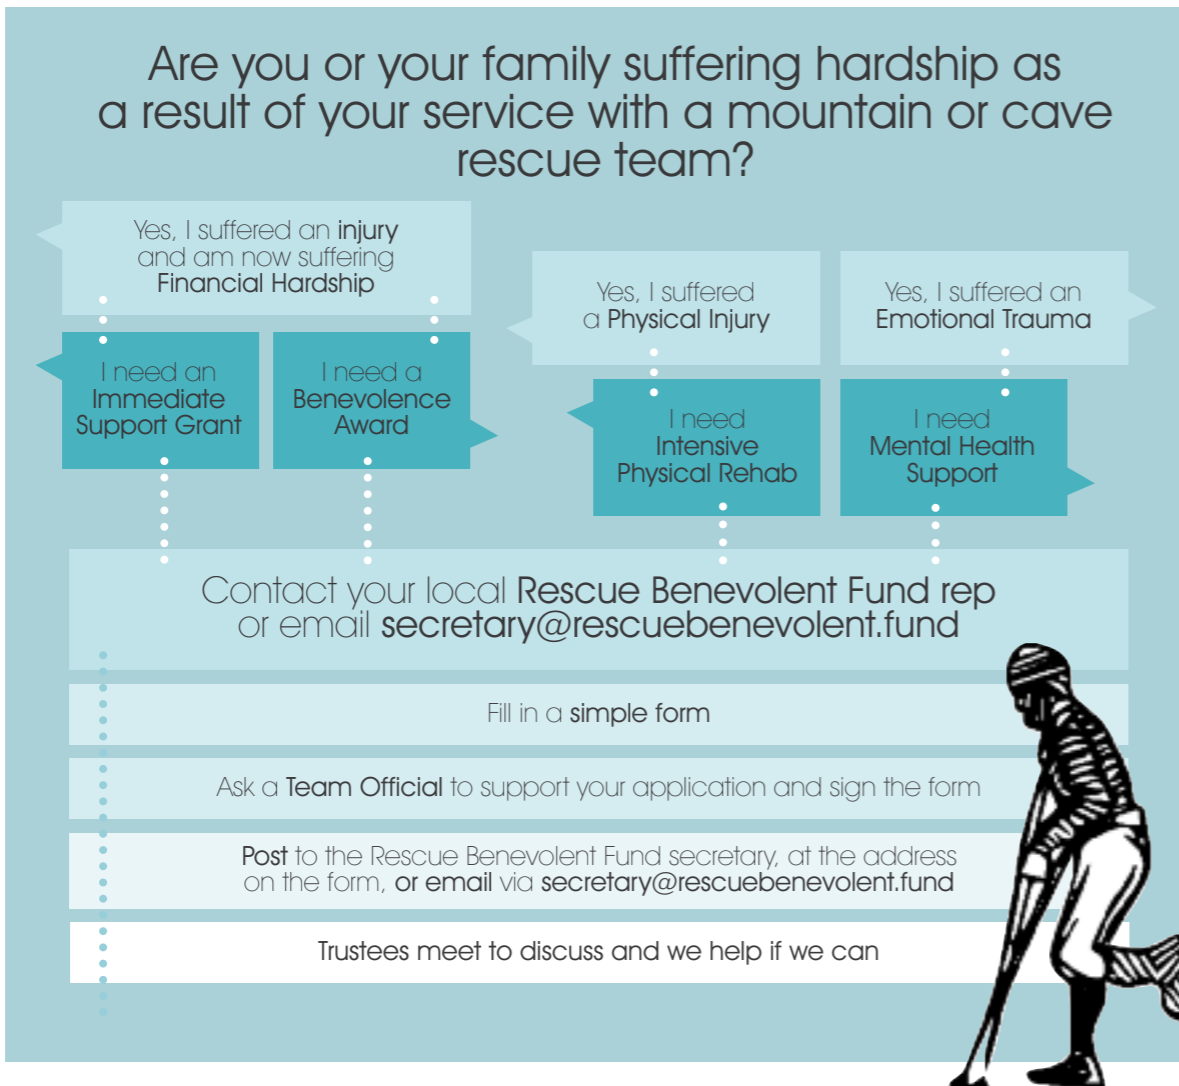 Are you or your family suffering hardship as
a result of your service with a mountain or cave
rescue team?
Yes, I suffered an injury
and am now suffering
Financial Hardship
I need an
Immediate
Support Grant
I need a
Benevolence
Award
Yes, I suffered
a Physical Injury
I need
Intensive
Physical Rehab
Yes, I suffered an
Emotional Trauma
I need
Mental Health
Support
Contact your local Rescue Benevolent Fund rep
or email secretary@rescuebenevolent.fund
Fill in a simple form
Ask a Team Official to support your application and sign the form
Post to the Rescue Benevolent Fund secretary, at the address
on the form, or email via secretary@rescuebenevolent.fund
Trustees meet to discuss and we help if we can